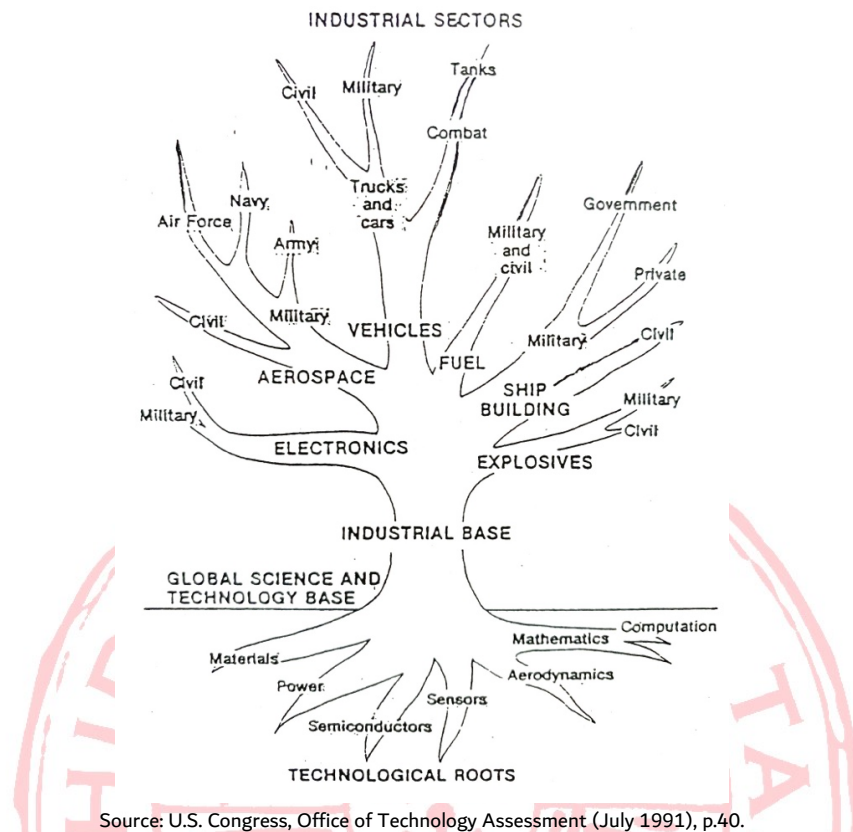 INDUSTRIAL SECTORS
Civil
Military
Tanks
Combat
Trucks
and
cars
Air Force
Navy
Army
Military
Civil
Military
and
civil
Government
Private
Military
Civil
VEHICLES
FUEL
AEROSPACE
SHIP
BUILDING
Civil
Military
Military
Civil
ELECTRONICS
EXPLOSIVES
INDUSTRIAL BASE
GLOBAL SCIENCE AND
TECHNOLOGY BASE
Computation
Mathematics
Materials
Aerodynamics
Power
Sensors
Semiconductors
TECHNOLOGICAL ROOTS
Source: U.S. Congress, Office of Technology Assessment (July 1991), p.40.